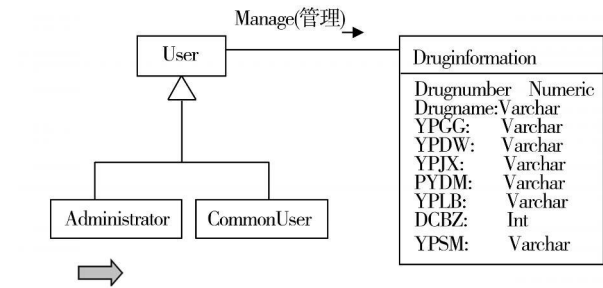 Manage(管理)
User
Druginformation
Drugnumber Numeric
Drugname:Varchar
YPGG: Varchar
YPDW: Varchar
YPJX: Varchar
PYDM: Varchar
YPLB: Varchar
DCBZ: Int
YPSM: Varchar
Administrator
CommonUser